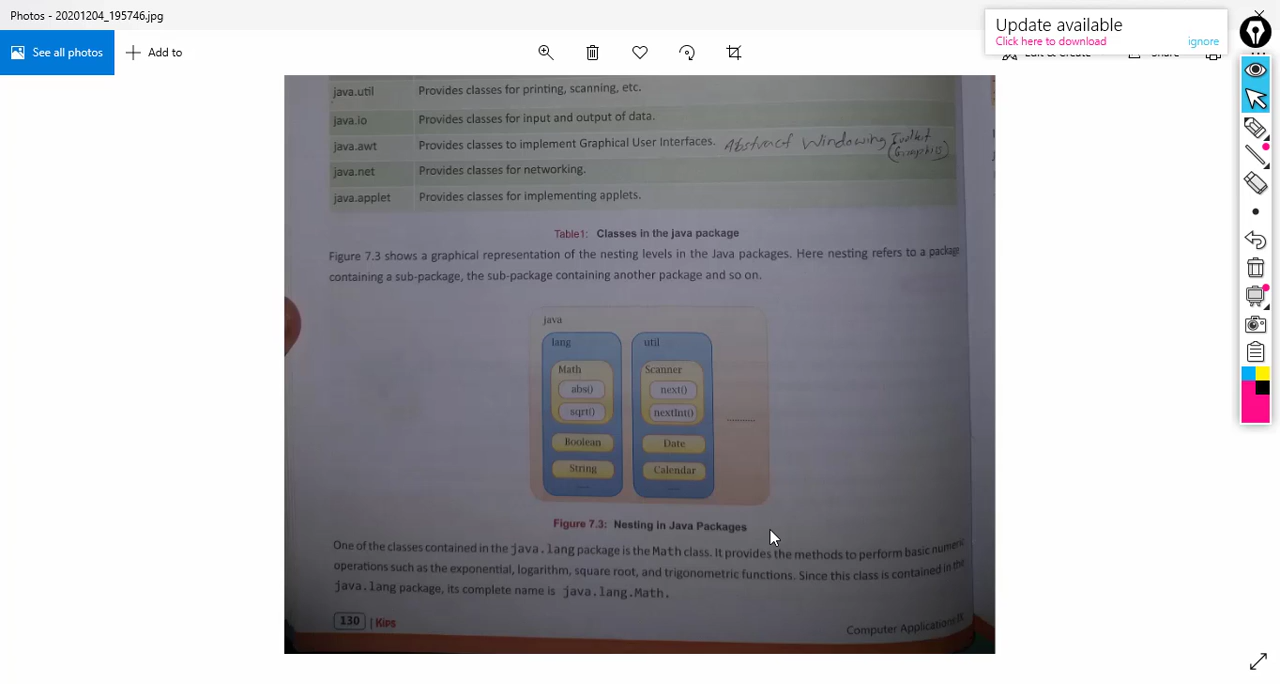 Photos - 20201204_195746.jpg
Update available
Click here to download
ignore
See all photos
Add to
Edit & Create
Share
java.util Provides classes for printing, scanning, etc.
java.io Provides classes for input and output of data.
java.awt Provides classes to implement Graphical User Interfaces. Abstract Windowing Toolkit
(Graphics)
java.net Provides classes for networking.
java.applet Provides classes for implementing applets.
Table1: Classes in the java package
Figure 7.3 shows a graphical representation of the nesting levels in the Java packages. Here nesting refers to a package
containing a sub-package, the sub-package containing another package and so on.
java
lang
Math
abs()
sqrt()
Boolean
String
util
Scanner
next()
nextInt()
Date
Calendar
............
Figure 7.3: Nesting in Java Packages
One of the classes contained in the java.lang package is the Math class. It provides the methods to perform basic numeric
operations such as the exponential, logarithm, square root, and trigonometric functions. Since this class is contained in the
java.lang package, its complete name is java.lang.Math.
130 | Kips
Computer Applications IX